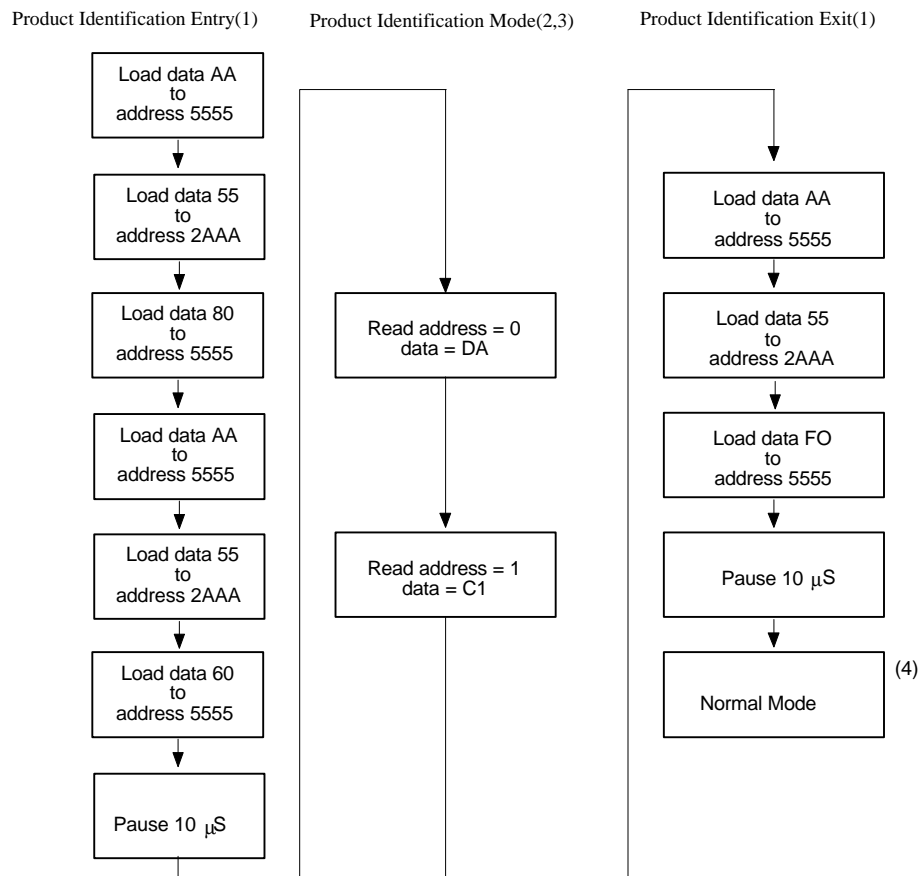 Product Identification Entry(1)
Load data AA
to
address 5555
Load data 55
to
address 2AAA
Load data 80
to
address 5555
Load data AA
to
address 5555
Load data 55
to
address 2AAA
Load data 60
to
address 5555
Pause 10 μS
Product Identification Mode(2,3)
Read address = 0
data = DA
Read address = 1
data = C1
Product Identification Exit(1)
Load data AA
to
address 5555
Load data 55
to
address 2AAA
Load data FO
to
address 5555
Pause 10 μS
Normal Mode
(4)